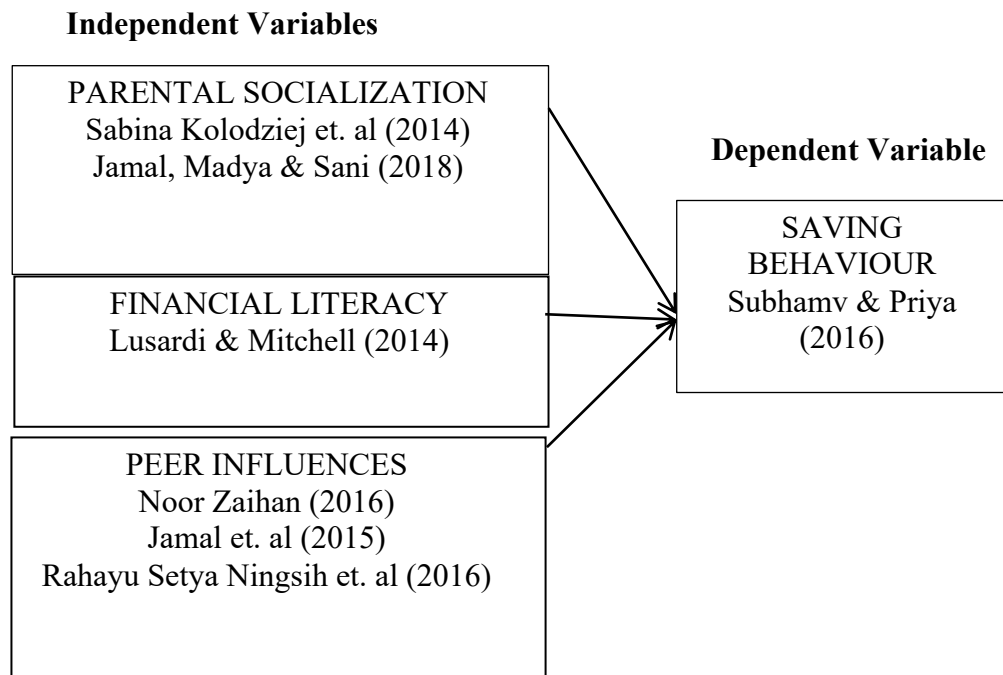 Independent Variables
PARENTAL SOCIALIZATION
Sabina Kolodziej et. al (2014)
Jamal, Madya & Sani (2018)
FINANCIAL LITERACY
Lusardi & Mitchell (2014)
PEER INFLUENCES
Noor Zaihan (2016)
Jamal et. al (2015)
Rahayu Setya Ningsih et. al (2016)
Dependent Variable
SAVING
BEHAVIOUR
Subhamv & Priya
(2016)